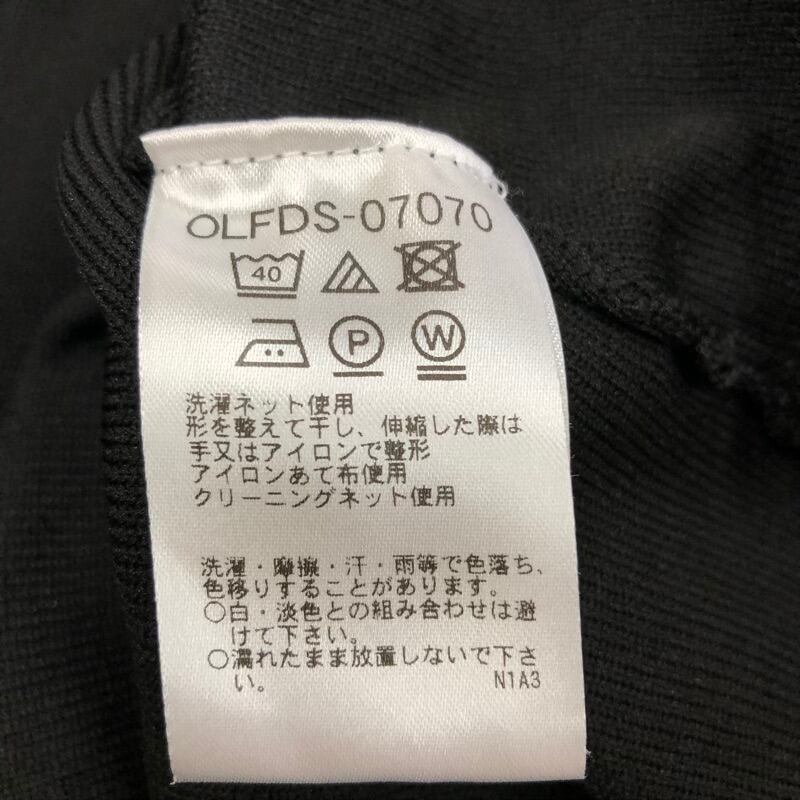 OLFDS-07070
40
P W
洗濯ネット使用
形を整えて干し、伸縮した際は
手又はアイロンで整形
アイロンあて布使用
クリーニングネット使用
洗濯・摩擦・汗・雨等で色落ち、
色移りすることがあります。
○白・淡色との組み合わせは避
けて下さい。
○濡れたまま放置しないで下さ
い。 N1A3